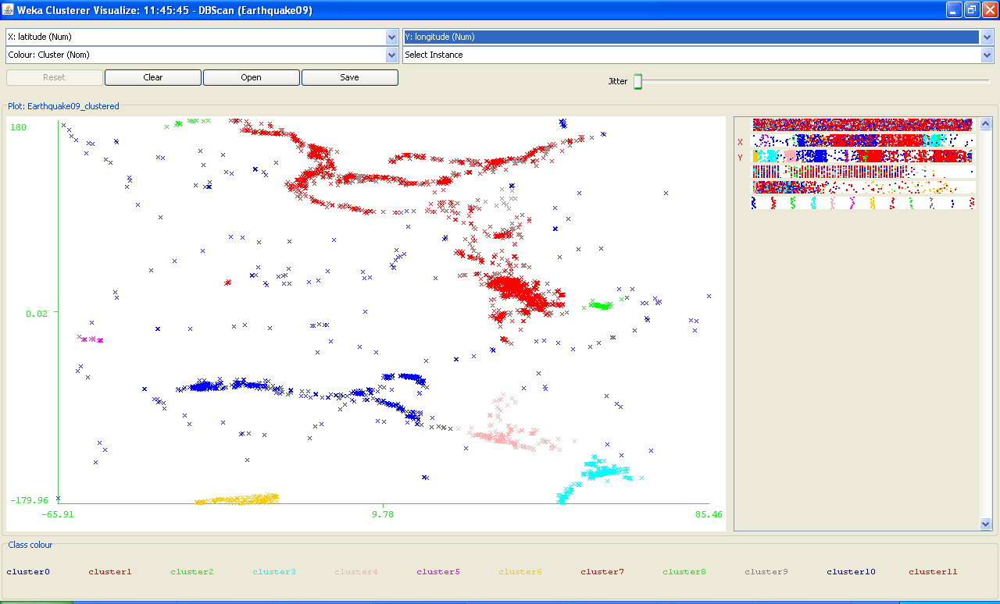 Weka Clusterer Visualize: 11:45:45 - DBScan (Earthquake09)
X: latitude (Num) Y: longitude (Num)
Colour: Cluster (Nom) Select Instance
Reset Clear Open Save Jitter
Plot: Earthquake09_clustered
180
X
Y
0.02
-179.96
-65.91 9.78 85.46
Class colour
cluster0 cluster1 cluster2 cluster3 cluster4 cluster5 cluster6 cluster7 cluster8 cluster9 cluster10 cluster11